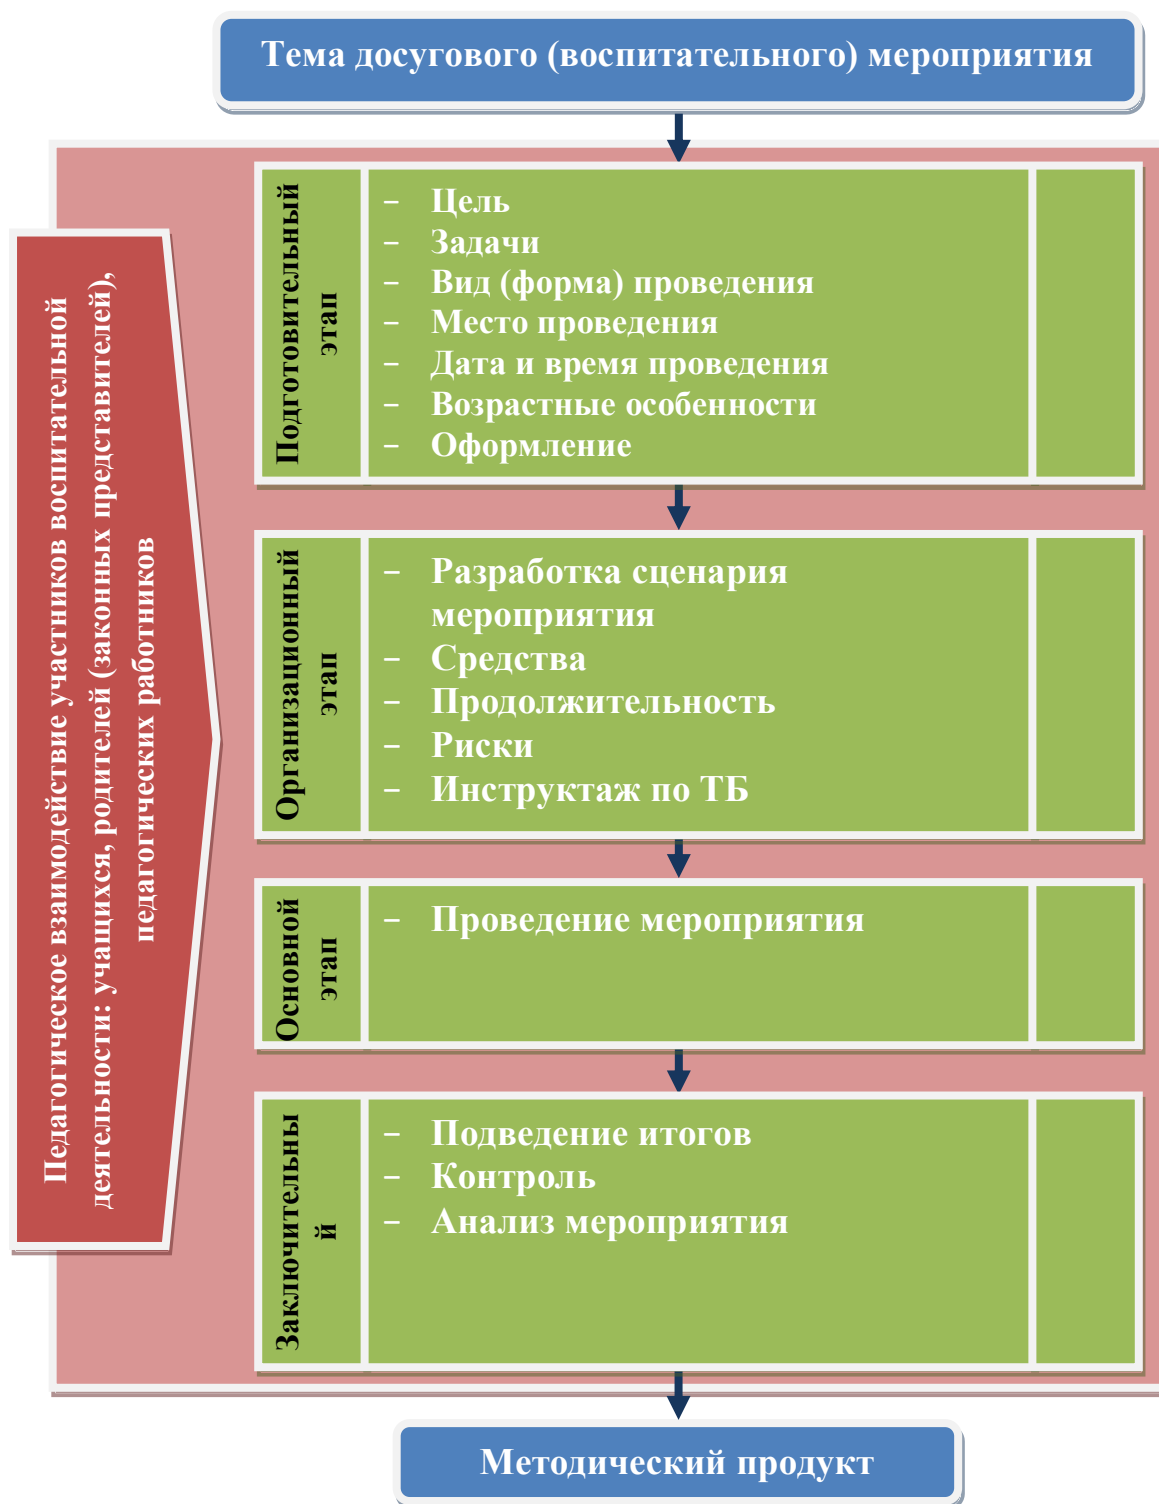 Тема досугового (воспитательного) мероприятия
Педагогическое взаимодействие участников воспитательной
деятельности: учащихся, родителей (законных представителей),
педагогических работников
Подготовительный
этап
– Цель
– Задачи
– Вид (форма) проведения
– Место проведения
– Дата и время проведения
– Возрастные особенности
– Оформление
Организационный
этап
– Разработка сценария
мероприятия
– Средства
– Продолжительность
– Риски
– Инструктаж по ТБ
Основной
этап
– Проведение мероприятия
Заключительны
й
– Подведение итогов
– Контроль
– Анализ мероприятия
Методический продукт